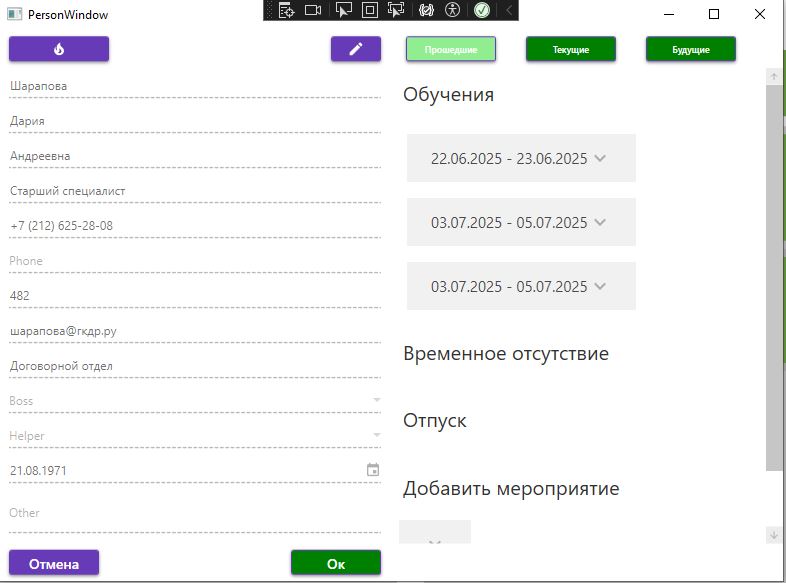 PersonWindow
Прошедшие
Текущие
Будущие
Шарапова
Дария
Андреевна
Старший специалист
+7 (212) 625-28-08
Phone
482
шарапова@гкдр.ру
Договорной отдел
Boss
Helper
21.08.1971
Other
Отмена
Ок
Обучения
22.06.2025 - 23.06.2025
03.07.2025 - 05.07.2025
03.07.2025 - 05.07.2025
Временное отсутствие
Отпуск
Добавить мероприятие